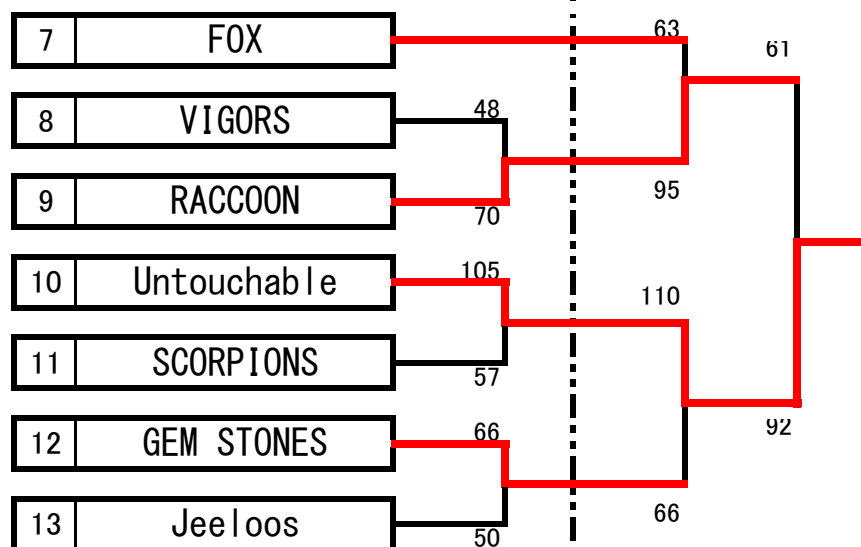 7 FOX 63
61
8 VIGORS 48
9 RACCOON 70
95
10 Untouchable 105
110
11 SCORPIONS 57
12 GEM STONES 66
92
13 Jeeloos 50
66